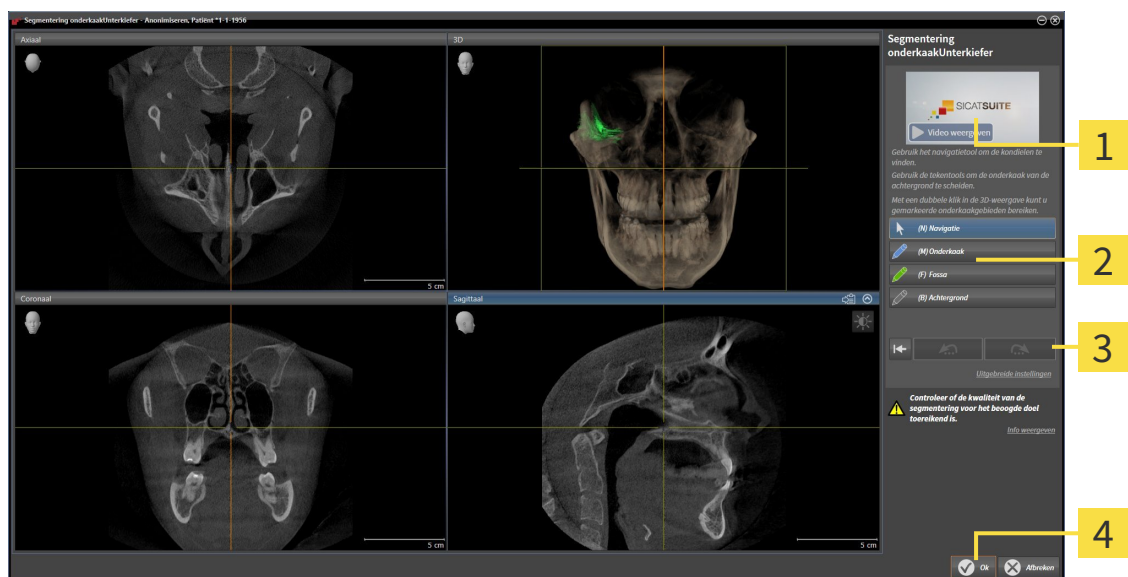 Segmentering onderkaakUnterkiefer - Anonimiseren, Patiënt *1-1-1956
Axiaal
3D
Segmentering
onderkaakUnterkiefer
SICATSUITE
Video weergeven
1
Gebruik het navigatietool om de kondielen te
vinden.
Gebruik de tekentools om de onderkaak van de
achtergrond te scheiden.
Met een dubbele klik in de 3D-weergave kunt u
gemarkeerde onderkaakgebieden bereiken.
(N) Navigatie
(M) Onderkaak
2
(F) Fossa
(B) Achtergrond
5 cm
Coronaal
Sagittaal
3
Uitgebreide instellingen
Controleer of de kwaliteit van de
segmentering voor het beoogde doel
toereikend is.
Info weergeven
5 cm
5 cm
4
Ok
Afbreken